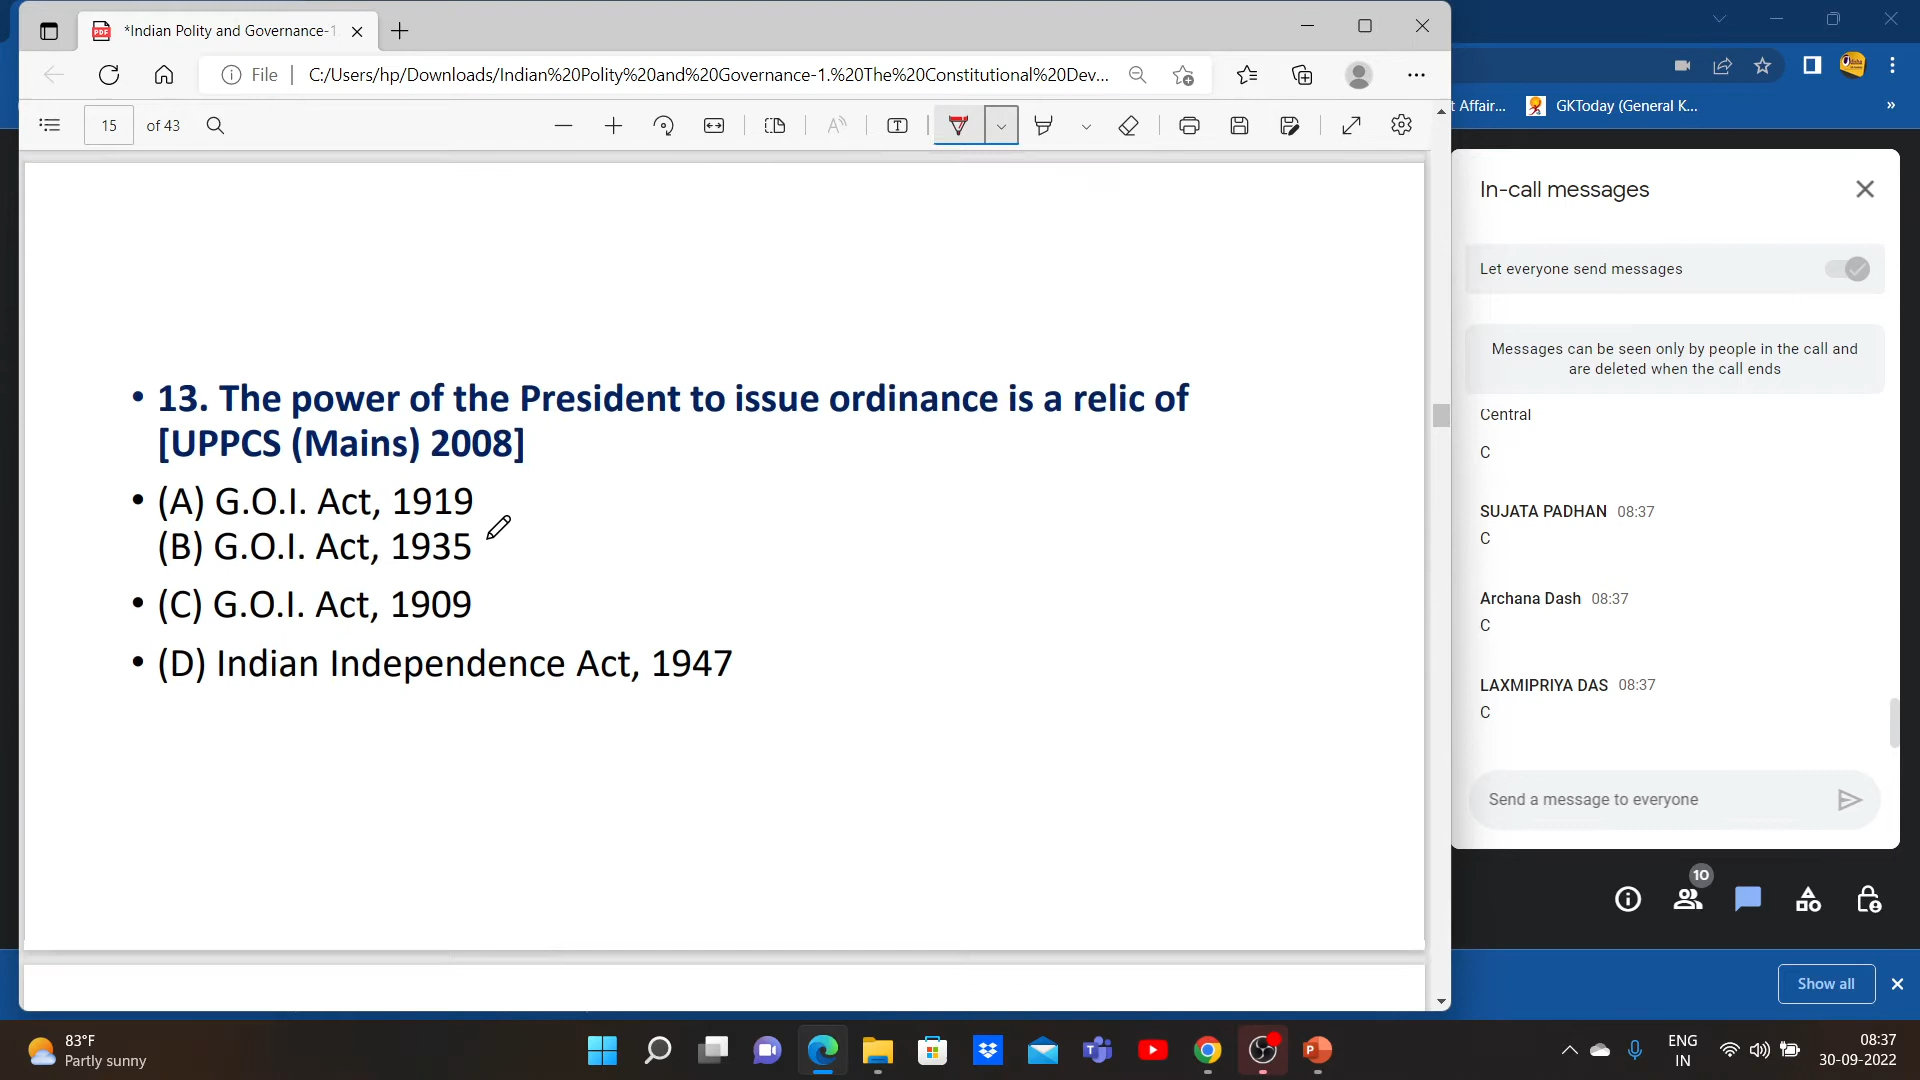 *Indian Polity and Governance-1
File
C:/Users/hp/Downloads/Indian%20Polity%20and%20Governance-1.%20The%20Constitutional%20Dev...
t Affair...
GKToday (General K...
»
15
of 43
In-call messages
Let everyone send messages
Messages can be seen only by people in the call and
are deleted when the call ends
Central
C
SUJATA PADHAN 08:37
C
Archana Dash 08:37
C
LAXMIPRIYA DAS 08:37
C
Send a message to everyone
• 13. The power of the President to issue ordinance is a relic of
[UPPCS (Mains) 2008]
• (A) G.O.I. Act, 1919
(B) G.O.I. Act, 1935
• (C) G.O.I. Act, 1909
• (D) Indian Independence Act, 1947
10
Show all
83°F
Partly sunny
ENG
IN
08:37
30-09-2022